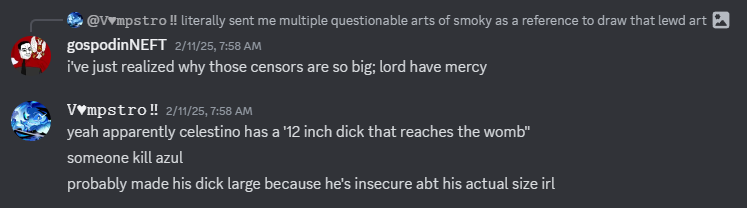 @V♥mpstro‼ literally sent me multiple questionable arts of smoky as a reference to draw that lewd art
gospodinNEFT 2/11/25, 7:58 AM
i've just realized why those censors are so big; lord have mercy
V♥mpstro‼ 2/11/25, 7:58 AM
yeah apparently celestino has a '12 inch dick that reaches the womb"
someone kill azul
probably made his dick large because he's insecure abt his actual size irl